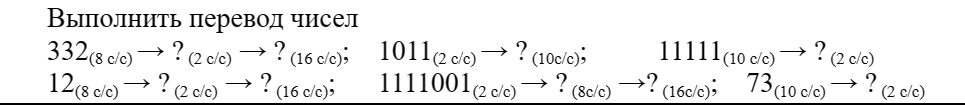 Выполнить перевод чисел
332(8 с/с) → ? (2 с/с) → ? (16 с/с); 1011(2 с/с) → ? (10с/с); 11111(10 с/с) → ? (2 с/с)
12(8 с/с) → ? (2 с/с) → ? (16 с/с); 1111001(2 с/с) → ? (8с/с) →? (16с/с); 73(10 с/с) → ? (2 с/с)